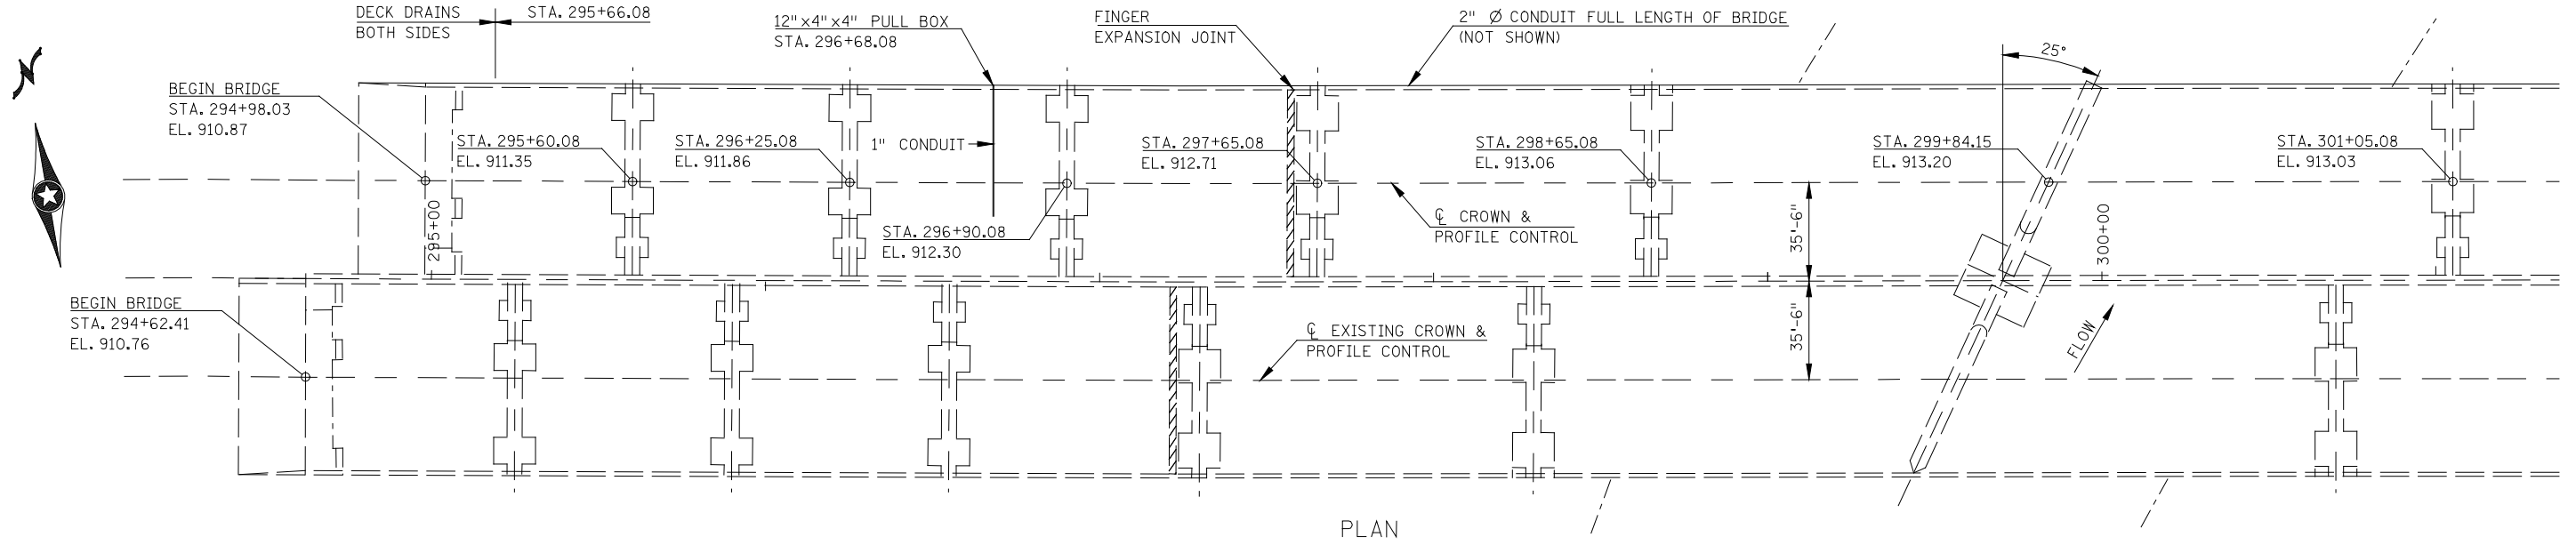 DECK DRAINS
BOTH SIDES
STA. 295+66.08
12"x4"x4" PULL BOX
STA. 296+68.08
FINGER
EXPANSION JOINT
2" Ø CONDUIT FULL LENGTH OF BRIDGE
(NOT SHOWN)
25°
N
BEGIN BRIDGE
STA. 294+98.03
EL. 910.87
STA. 295+60.08
EL. 911.35
STA. 296+25.08
EL. 911.86
1" CONDUIT
STA. 297+65.08
EL. 912.71
STA. 298+65.08
EL. 913.06
STA. 299+84.15
EL. 913.20
STA. 301+05.08
EL. 913.03
295+00
STA. 296+90.08
EL. 912.30
℄ CROWN &
PROFILE CONTROL
35'-6"
300+00
BEGIN BRIDGE
STA. 294+62.41
EL. 910.76
℄ EXISTING CROWN &
PROFILE CONTROL
35'-6"
FLOW
PLAN